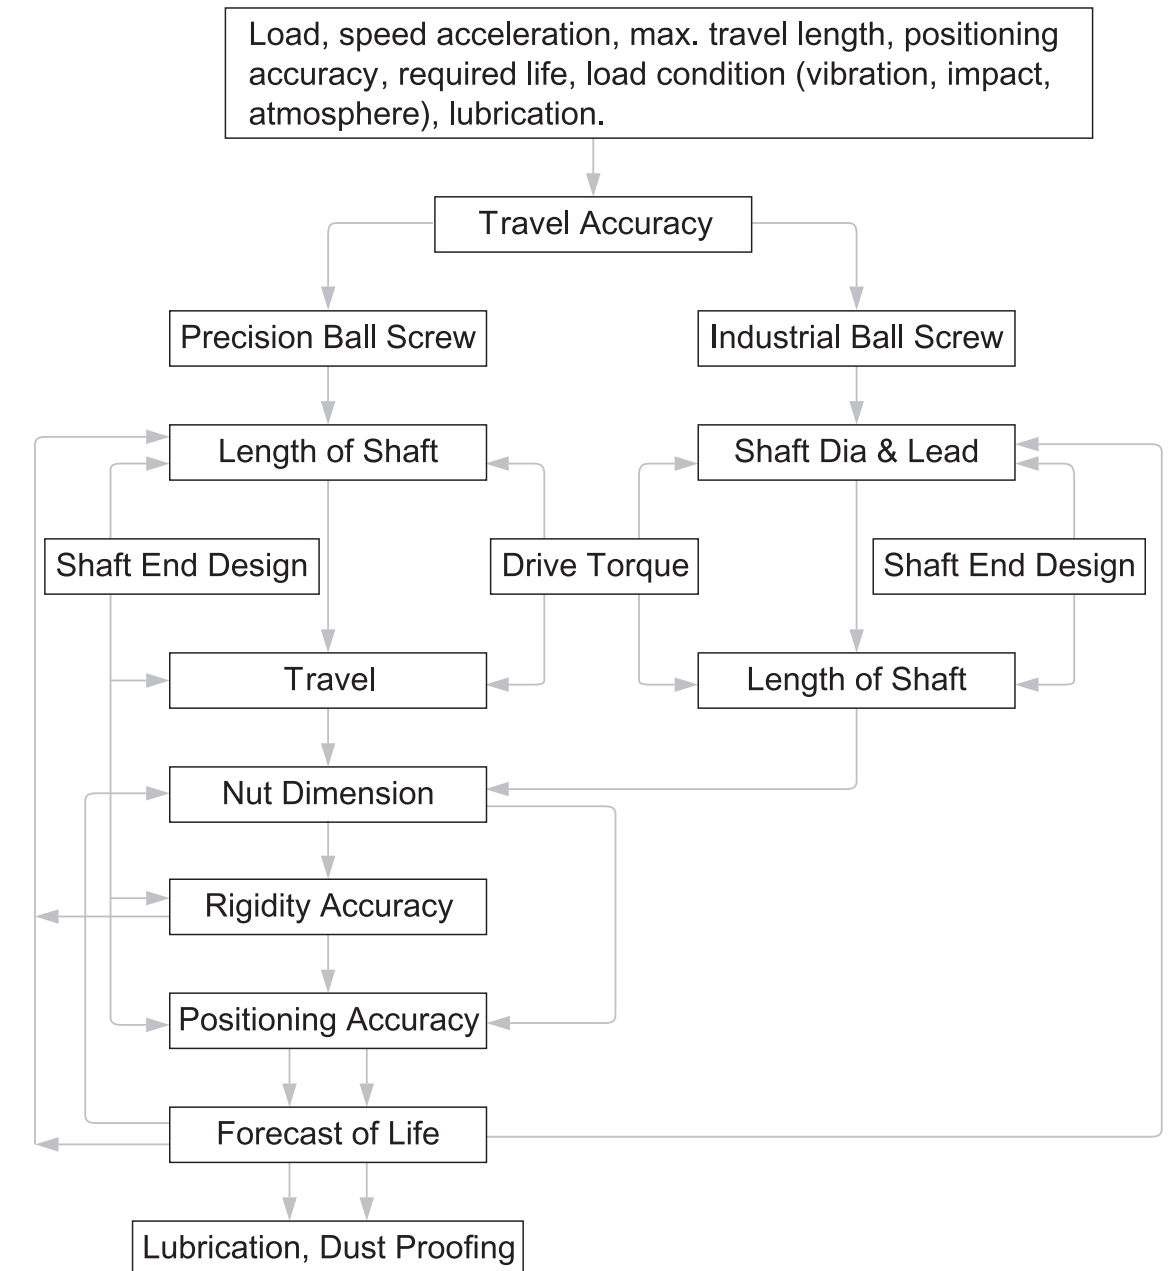 Load, speed acceleration, max. travel length, positioning
accuracy, required life, load condition (vibration, impact,
atmosphere), lubrication.
Travel Accuracy
Precision Ball Screw
Industrial Ball Screw
Length of Shaft
Shaft Dia & Lead
Shaft End Design
Drive Torque
Shaft End Design
Travel
Length of Shaft
Nut Dimension
Rigidity Accuracy
Positioning Accuracy
Forecast of Life
Lubrication, Dust Proofing